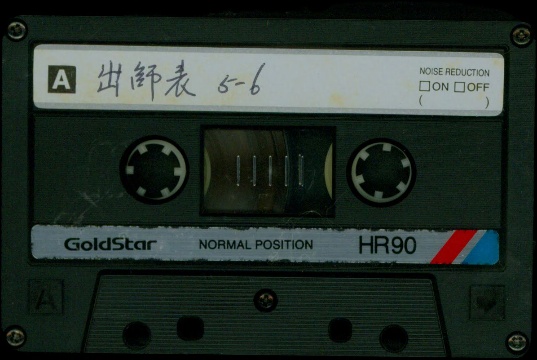 A 出師表 5-6
NOISE REDUCTION
□ON □OFF
( )
GoldStar NORMAL POSITION HR90
A